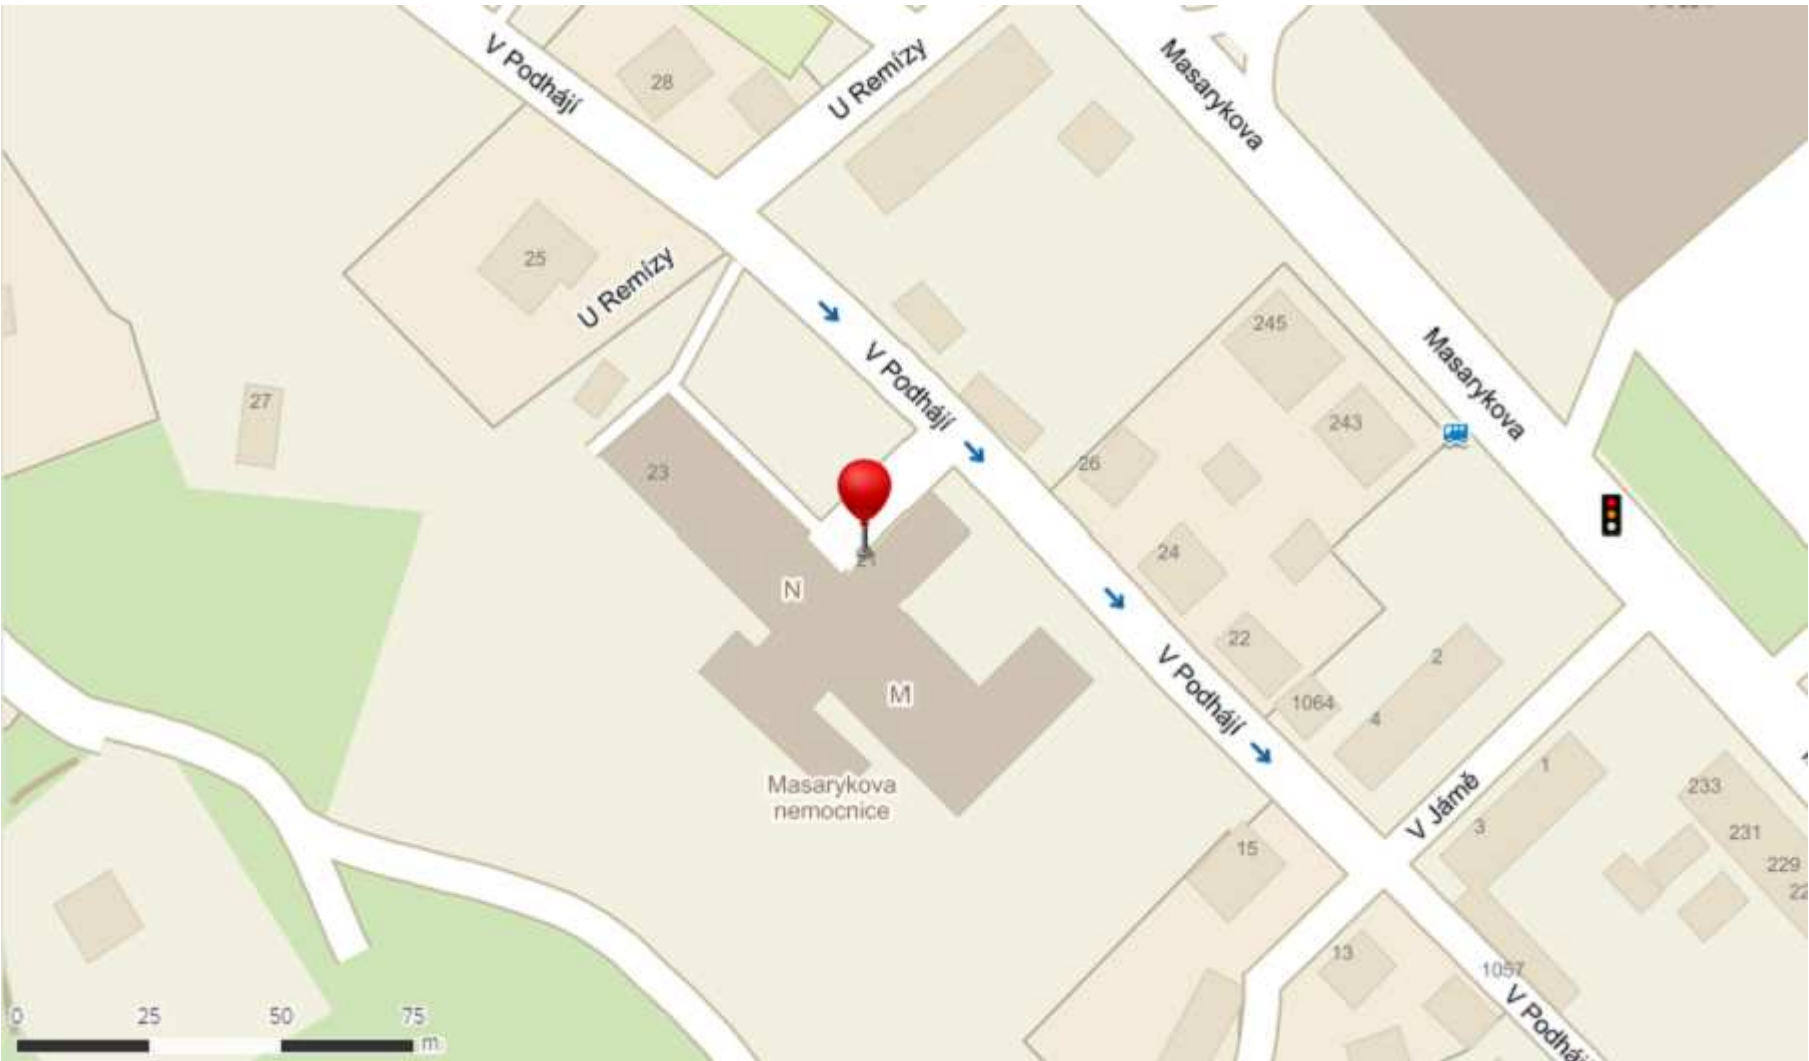 V Podhájí
28
U Remízy
Masarykova
25
U Remízy
245
V Podhájí
Masarykova
27
243
26
23
21
24
N
22
2
V Podhájí
M
1064
4
Masarykova
nemocnice
1
233
V Jámě
3
231
15
229
22
13
1057
V Podhájí
0 25 50 75
m